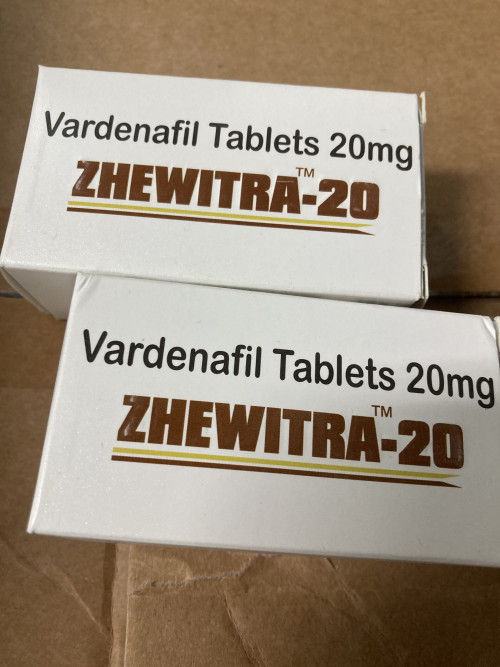 Vardenafil Tablets 20mg
ZHEWITRA™-20
Vardenafil Tablets 20mg
ZHEWITRA™-20